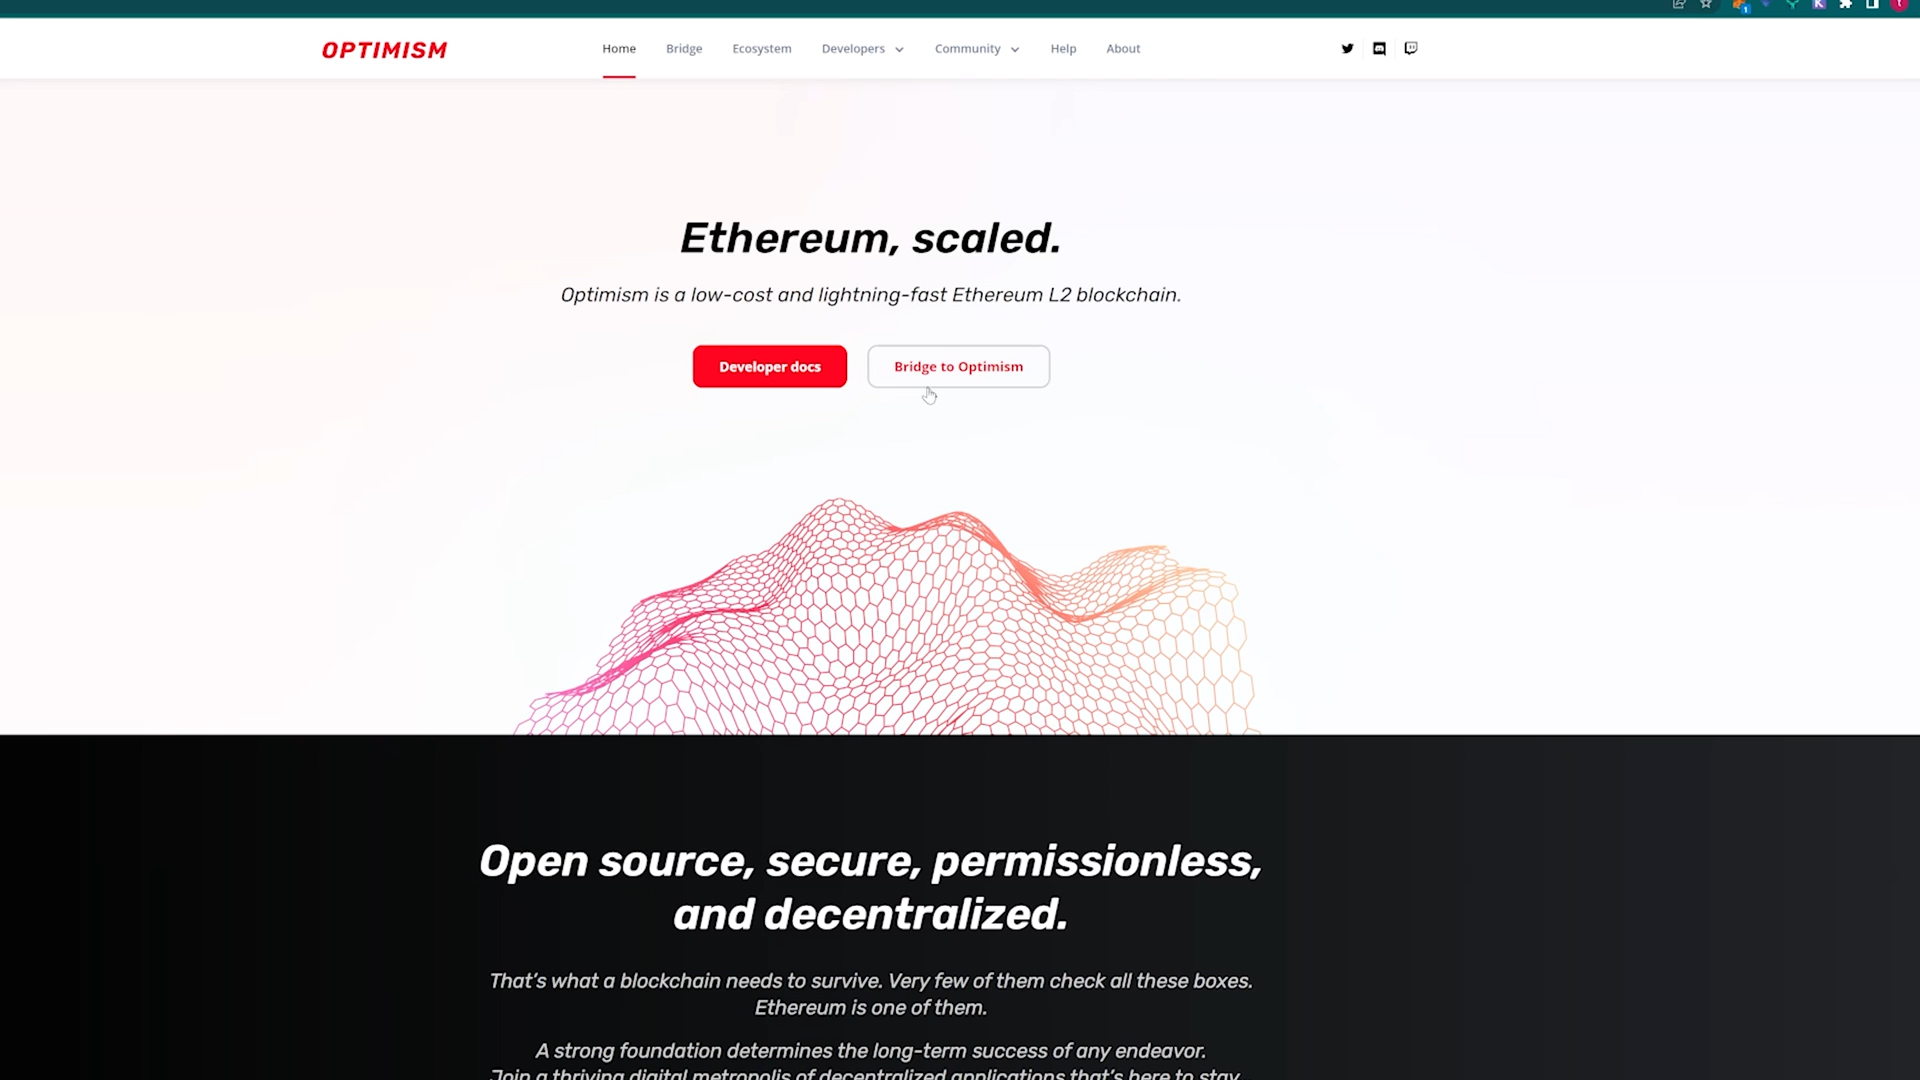 OPTIMISM
Home Bridge Ecosystem Developers Community Help About
Ethereum, scaled.
Optimism is a low-cost and lightning-fast Ethereum L2 blockchain.
Developer docs Bridge to Optimism
Open source, secure, permissionless,
and decentralized.
That's what a blockchain needs to survive. Very few of them check all these boxes.
Ethereum is one of them.
A strong foundation determines the long-term success of any endeavor.
Join a thriving digital metropolis of decentralized applications that's here to stay.